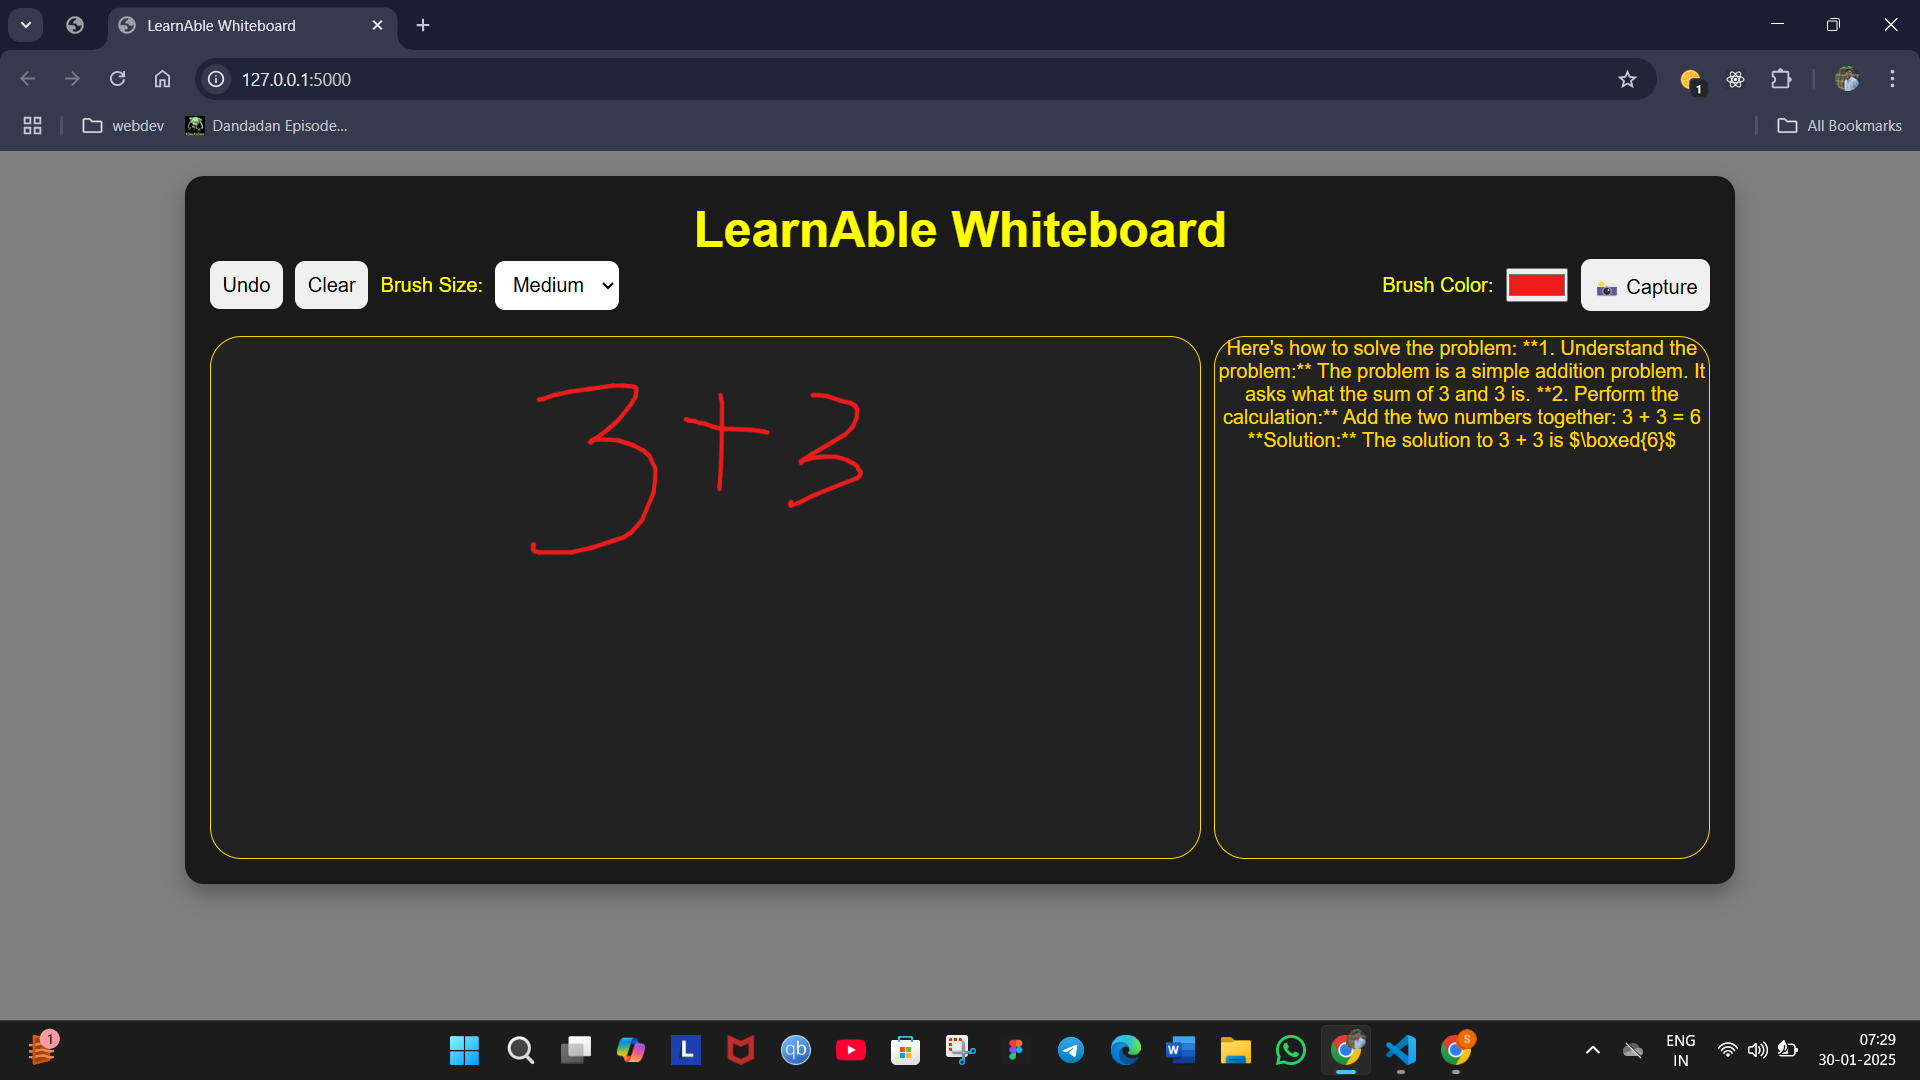 LearnAble Whiteboard
127.0.0.1:5000
1
webdev
Dandadan Episode...
All Bookmarks
LearnAble Whiteboard
Undo
Clear
Brush Size:
Medium
Brush Color:
Capture
3+3
Here's how to solve the problem: **1. Understand the
problem:** The problem is a simple addition problem. It
asks what the sum of 3 and 3 is. **2. Perform the
calculation:** Add the two numbers together: 3 + 3 = 6
**Solution:** The solution to 3 + 3 is $\boxed{6}$
1
L
qb
W
S
ENG
IN
07:29
30-01-2025